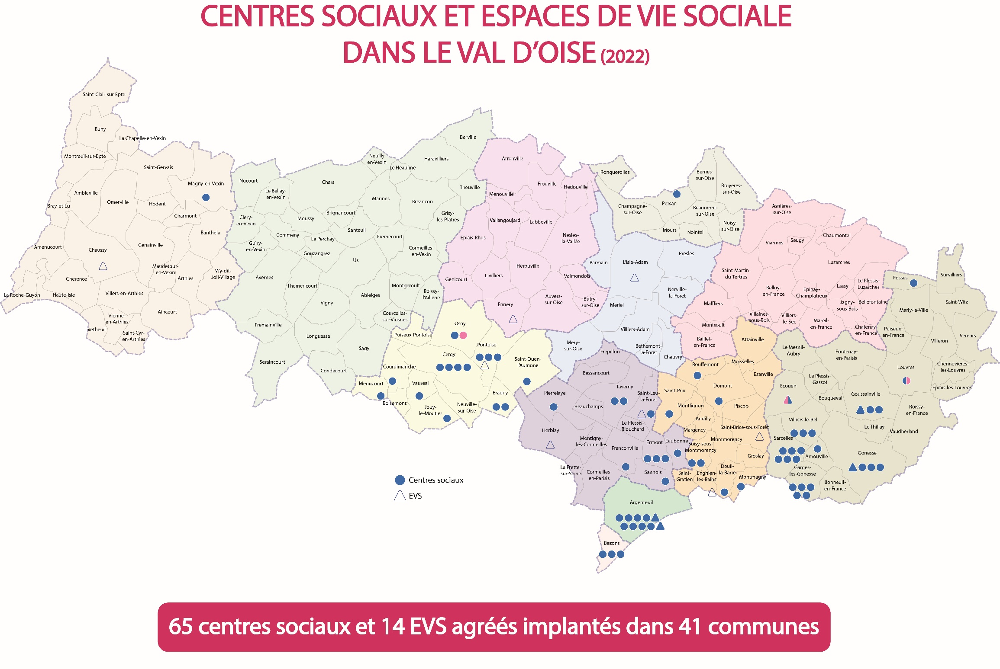 CENTRES SOCIAUX ET ESPACES DE VIE SOCIALE
DANS LE VAL D'OISE (2022)
Saint-Clair-sur-Epte
Buhy
La Chapelle-en-Vexin
Montreuil-sur-Epte
Saint-Gervais
Magny-en-Vexin
Ambleville
Omerville
Hodent
Bray-et-Lu
Charmont
Banthelu
Amenucourt
Chaussy
Genainville
Maudetour-
en-Vexin
Wy-dit-
Joli-Village
Cherence
Arthies
La Roche-Guyon
Haute-Isle
Villers-en-Arthies
Vienne-
en-Arthies
Aincourt
Vetheuil
Saint-Cyr-
en-Arthies
Berville
Neuilly
en-Vexin
Le Heaulme
Haravilliers
Nucourt
Le Bellay-
en-Vexin
Chars
Theuville
Marines
Breancon
Brignancourt
Grisy-
les-Platres
Clery-
en-Vexin
Moussy
Santeuil
Commeny
Le Perchay
Fremecourt
Guiry-
en-Vexin
Gouzangrez
Us
Cormeilles-
en-Vexin
Avernes
Themericourt
Montgeroult
Boissy-
l'Aillerie
Vigny
Ableiges
Courcelles-
sur-Viosnes
Fremainville
Longuesse
Sagy
Seraincourt
Condecourt
Arronville
Frouville
Hedouville
Menouville
Vallangoujard
Labbeville
Epiais-Rhus
Nesles-
la-Vallée
Herouville
Livilliers
Genicourt
Valmondois
Ennery
Auvers-
sur-Oise
Butry-
sur-Oise
Ronquerolles
Bernes-
sur-Oise
Bruyeres-
sur-Oise
Champagne-
sur-Oise
Persan
Beaumont-
sur-Oise
Noisy-
sur-Oise
Mours
Nointel
Parmain
L'Isle-Adam
Presles
Nerville-
la-Foret
Meriel
Villiers-Adam
Mery-
sur-Oise
Bethemont-
la-Foret
Chauvry
Asnières-
sur-Oise
Viarmes
Seugy
Chaumontel
Luzarches
Saint-Martin-
du-Tertres
Belloy-
en-France
Epinay-
Champlatreux
Lassy
Le Plessis-
Luzarches
Jagny-
sous-Bois
Bellefontaine
Maffliers
Villaines-
sous-Bois
Villiers-
le-Sec
Mareil-
en-France
Chatenay-
en-France
Montsoult
Baillet-
en-France
Osny
Puiseux-Pontoise
Pontoise
Cergy
Saint-Ouen-
l'Aumone
Courdimanche
Menucourt
Vaureal
Boisemont
Jouy-
le-Moutier
Neuville-
sur-Oise
Eragny
Frepillon
Bessancourt
Taverny
Saint-Leu-
la-Foret
Pierrelaye
Beauchamps
Le Plessis-
Blouchard
Herblay
Montigny-
les-Cormeilles
Franconville
Ermont
Eaubonne
La Frette-
sur-Seine
Cormeilles-
en-Parisis
Sannois
Attainville
Moisselles
Bouffemont
Ezanville
Domont
Saint-Prix
Montlignon
Piscop
Andilly
Margency
Saint-Brice-sous-Forêt
Montmorency
Soisy-sous-
Montmorency
Groslay
Saint-
Gratien
Enghien-
les-Bains
Deuil-
la-Barre
Montmagny
Fosses
Survilliers
Saint-Witz
Marly-la-Ville
Puiseux-
en-France
Villeron
Vemars
Le Mesnil-
Aubry
Fontenay-
en-Parisis
Louvres
Chennevieres-
les-Louvres
Epiais-les-Louvres
Ecouen
Le Plessis-
Gassot
Bouqueval
Goussainville
Roissy-
en-France
Villiers-le-Bel
Le Thillay
Vaudherland
Sarcelles
Arnouville
Gonesse
Garges-
les-Gonesse
Bonneuil-
en-France
Argenteuil
Bezons
Centres sociaux
EVS
65 centres sociaux et 14 EVS agréés implantés dans 41 communes